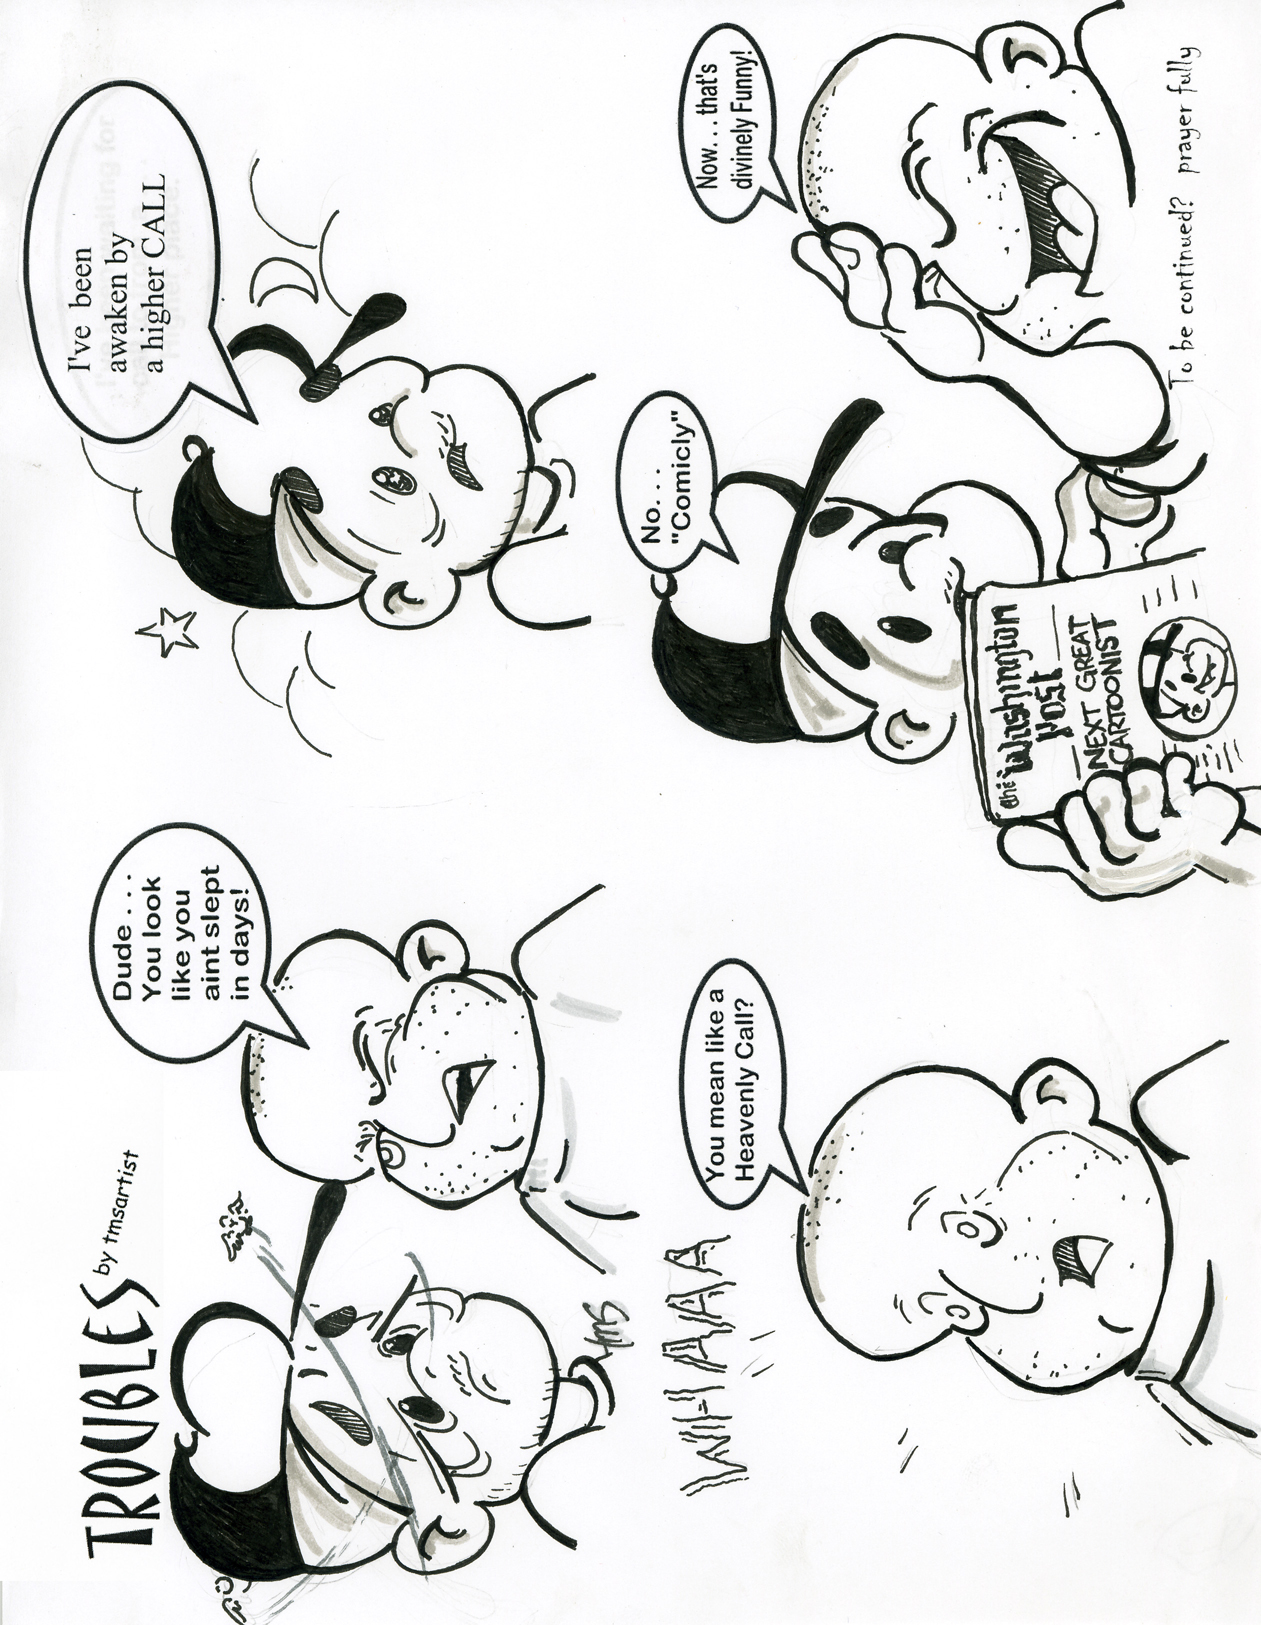 TROUBLES by tmsartist
Dude....
You look
like you
aint slept
in days!
tms
I've been
awaken by
a higher CALL
WHAAAA
You mean like a
Heavenly Call?
No....
"Comicly"
the Washington
Post
NEXT GREAT
CARTOONIST
Now...that's
divinely Funny!
To be continued? prayer fully